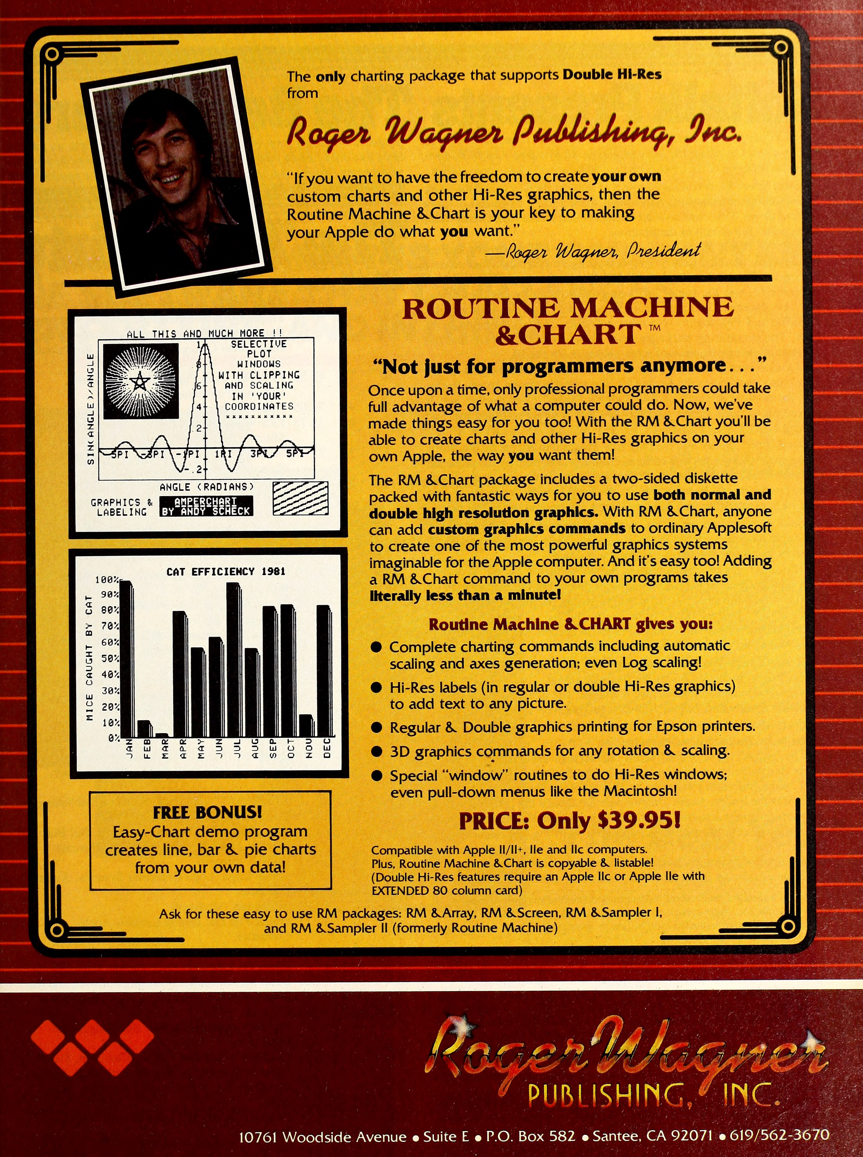 The only charting package that supports Double Hi-Res
from
Roger Wagner Publishing, Inc.
“If you want to have the freedom to create your own
custom charts and other Hi-Res graphics, then the
Routine Machine &Chart is your key to making
your Apple do what you want.”
—Roger Wagner, President
ALL THIS AND MUCH MORE !!
SIN(ANGLE)/ANGLE
1
8
6
4
2
-.2
SELECTIVE
PLOT
WINDOWS
WITH CLIPPING
AND SCALING
IN 'YOUR'
COORDINATES
***********
-5PI -3PI -1PI 1PI 3PI 5PI
ANGLE (RADIANS)
GRAPHICS &
LABELING
AMPERCHART
BY ANDY SCHECK
CAT EFFICIENCY 1981
MICE CAUGHT BY CAT
100%
90%
80%
70%
60%
50%
40%
30%
20%
10%
0%
JAN FEB MAR APR MAY JUN JUL AUG SEP OCT NOV DEC
FREE BONUS!
Easy-Chart demo program
creates line, bar & pie charts
from your own data!
ROUTINE MACHINE
&CHART ™
“Not just for programmers anymore...”
Once upon a time, only professional programmers could take
full advantage of what a computer could do. Now, we've
made things easy for you too! With the RM &Chart you'll be
able to create charts and other Hi-Res graphics on your
own Apple, the way you want them!
The RM &Chart package includes a two-sided diskette
packed with fantastic ways for you to use both normal and
double high resolution graphics. With RM &Chart, anyone
can add custom graphics commands to ordinary Applesoft
to create one of the most powerful graphics systems
imaginable for the Apple computer. And it's easy too! Adding
a RM &Chart command to your own programs takes
literally less than a minute!
Routine Machine &CHART gives you:
● Complete charting commands including automatic
scaling and axes generation; even Log scaling!
● Hi-Res labels (in regular or double Hi-Res graphics)
to add text to any picture.
● Regular & Double graphics printing for Epson printers.
● 3D graphics commands for any rotation & scaling.
● Special “window” routines to do Hi-Res windows;
even pull-down menus like the Macintosh!
PRICE: Only $39.95!
Compatible with Apple II/II+, IIe and IIc computers.
Plus, Routine Machine &Chart is copyable & listable!
(Double Hi-Res features require an Apple IIc or Apple IIe with
EXTENDED 80 column card)
Ask for these easy to use RM packages: RM &Array, RM &Screen, RM &Sampler I,
and RM &Sampler II (formerly Routine Machine)
Roger Wagner
PUBLISHING, INC.
10761 Woodside Avenue ● Suite E ● P.O. Box 582 ● Santee, CA 92071 ● 619/562-3670